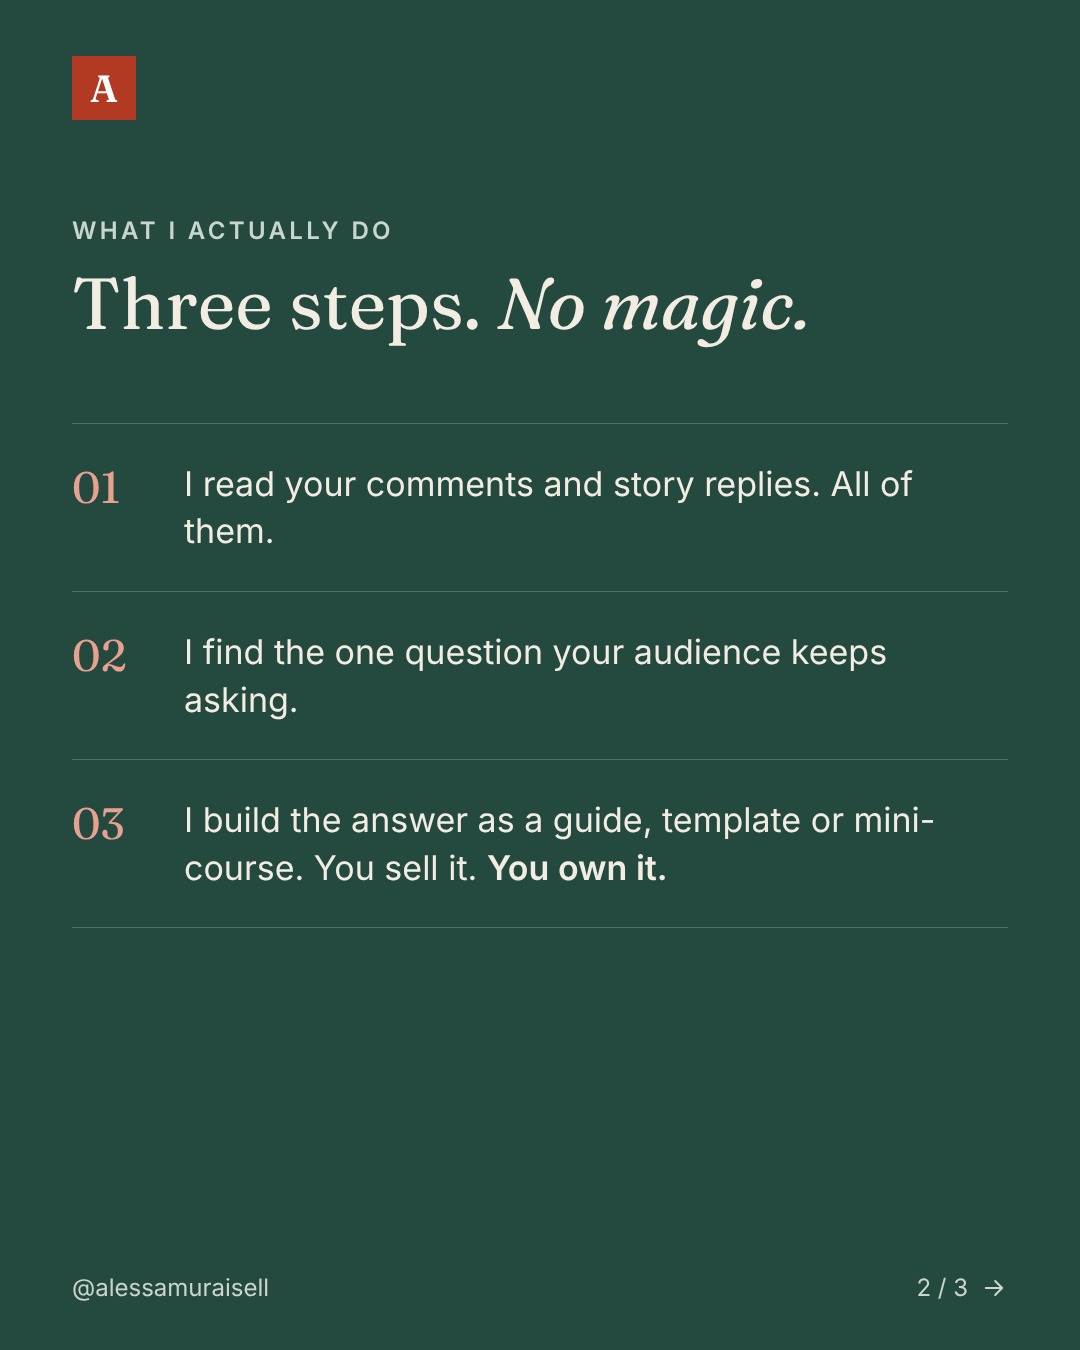 A
WHAT I ACTUALLY DO
Three steps. No magic.
01
I read your comments and story replies. All of
them.
02
I find the one question your audience keeps
asking.
03
I build the answer as a guide, template or mini-
course. You sell it. You own it.
@alessamuraisell
2 / 3 →